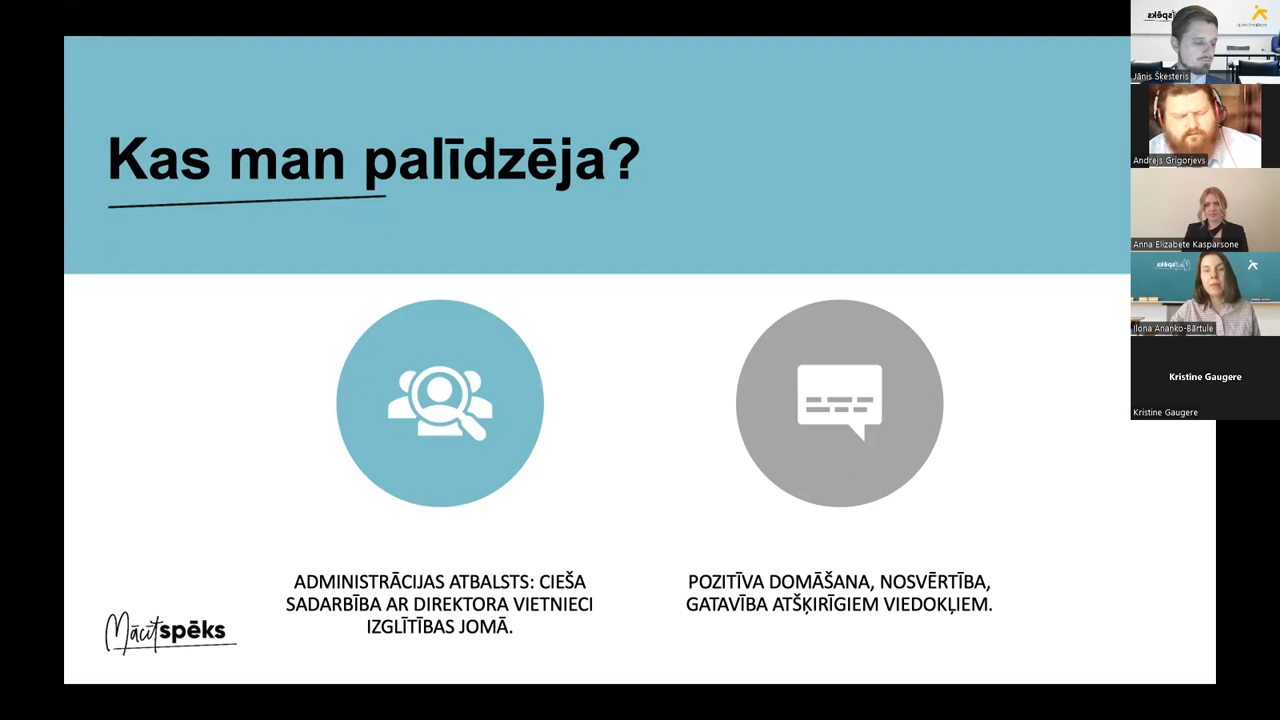 Kas man palīdzēja?
ADMINISTRĀCIJAS ATBALSTS: CIEŠA
SADARBĪBA AR DIREKTORA VIETNIECI
IZGLĪTĪBAS JOMĀ.
POZITĪVA DOMĀŠANA, NOSVĒRTĪBA,
GATAVĪBA ATŠĶIRĪGIEM VIEDOKĻIEM.
Mācītspēks
Jānis Šķesteris
Andrejs Grigorjevs
Anna Elizabete Kasparsone
Ilona Ananko-Bārtule
Kristine Gaugere
Kristine Gaugere